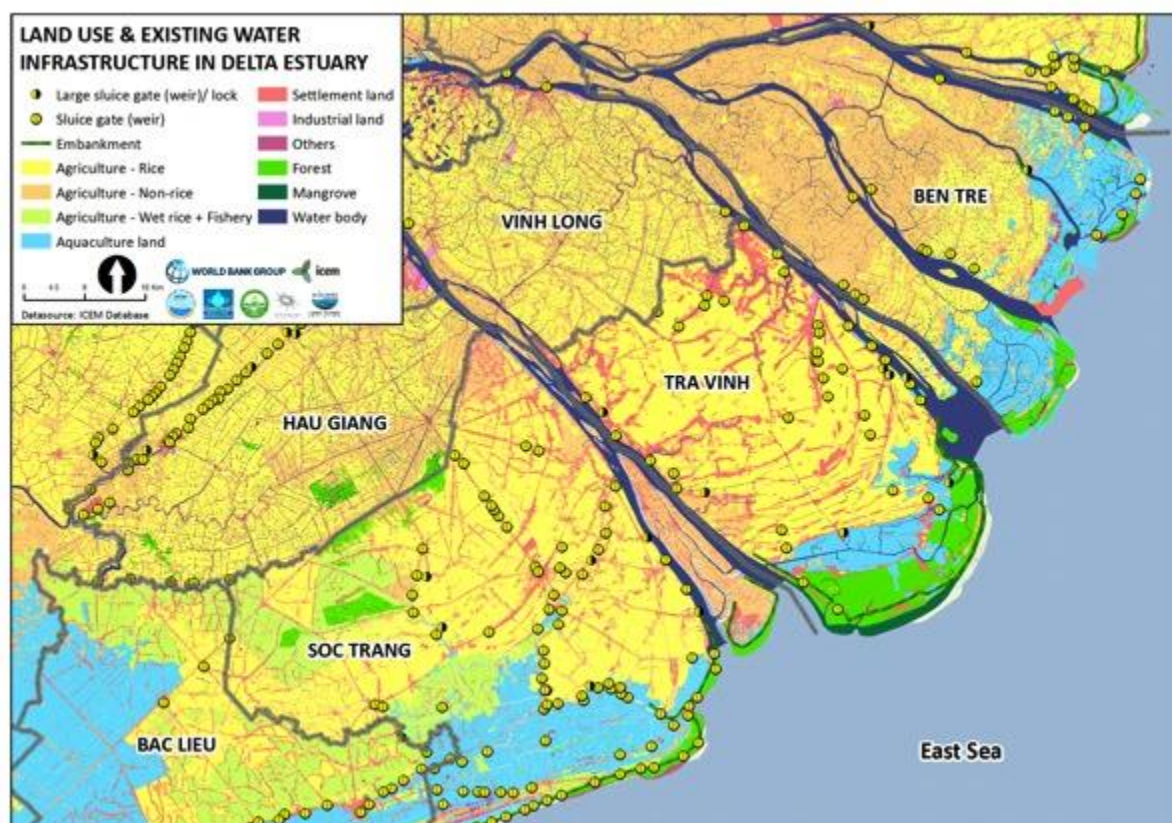 LAND USE & EXISTING WATER
INFRASTRUCTURE IN DELTA ESTUARY
Large sluice gate (weir)/ lock
Sluice gate (weir)
Embankment
Agriculture - Rice
Agriculture - Non-rice
Agriculture - Wet rice + Fishery
Aquaculture land
Settlement land
Industrial land
Others
Forest
Mangrove
Water body
WORLD BANK GROUP
icem
Datasource: ICEM Database
BEN TRE
VINH LONG
TRA VINH
HAU GIANG
SOC TRANG
BAC LIEU
East Sea